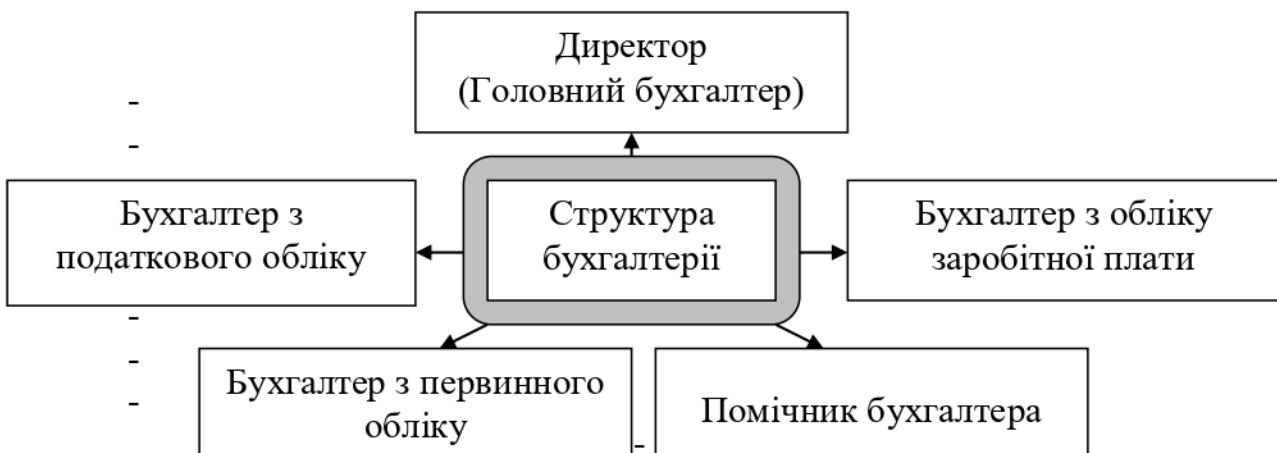 Директор
(Головний бухгалтер)
-
-
Бухгалтер з
податкового обліку
Структура
бухгалтерії
Бухгалтер з обліку
заробітної плати
-
-
-
Бухгалтер з первинного
обліку
-
Помічник бухгалтера